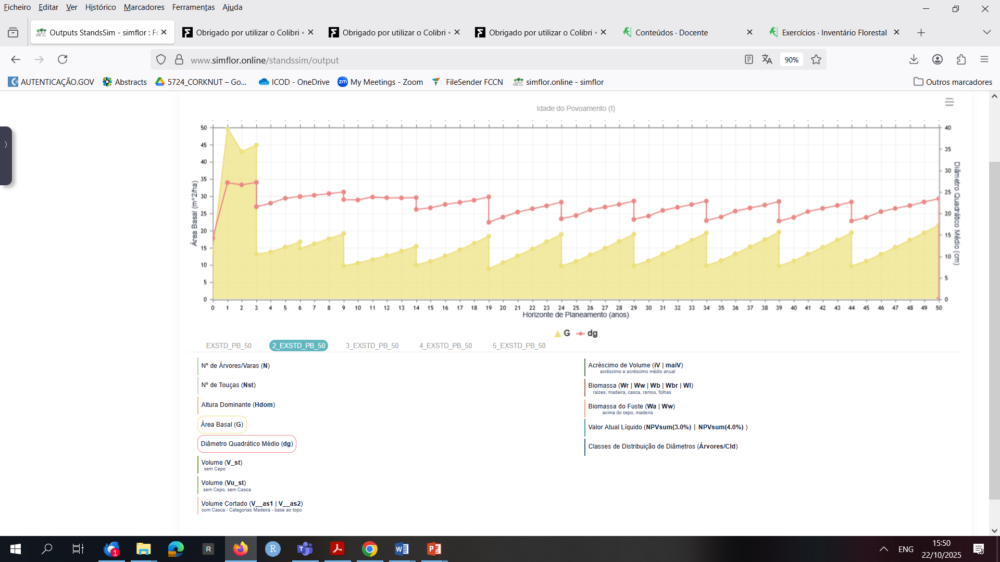 Ficheiro Editar Ver Histórico Marcadores Ferramentas Ajuda
Outputs StandsSim - simflor : Fo
Obrigado por utilizar o Colibri •
Obrigado por utilizar o Colibri •
Obrigado por utilizar o Colibri •
Conteúdos · Docente
Exercícios · Inventário Florestal
www.simflor.online/standssim/output
90%
AUTENTICAÇÃO.GOV
Abstracts
5724_CORKNUT – Go...
ICOD - OneDrive
zm My Meetings - Zoom
FileSender FCCN
simflor.online - simflor
Outros marcadores
Idade do Povoamento (t)
Área Basal (m^2/ha)
50
45
40
35
30
25
20
15
10
5
0
40
35
30
25
20
15
10
5
0
Diâmetro Quadrático Médio (cm)
0 1 2 3 4 5 6 7 8 9 10 11 12 13 14 15 16 17 18 19 20 21 22 23 24 25 26 27 28 29 30 31 32 33 34 35 36 37 38 39 40 41 42 43 44 45 46 47 48 49 50
Horizonte de Planeamento (anos)
G dg
EXSTD_PB_50 2_EXSTD_PB_50 3_EXSTD_PB_50 4_EXSTD_PB_50 5_EXSTD_PB_50
Nº de Árvores/Varas (N)
Nº de Touças (Nst)
Altura Dominante (Hdom)
Área Basal (G)
Diâmetro Quadrático Médio (dg)
Volume (V_st)
sem Cepo
Volume (Vu_st)
sem Cepo, sem Casca
Volume Cortado (V__as1 | V__as2)
com Casca - Categorias Madeira - base ao topo
Acréscimo de Volume (iV | maiV)
acréscimo e acréscimo médio anual
Biomassa (Wr | Ww | Wb | Wbr | Wl)
raizes, madeira, casca, ramos, folhas
Biomassa do Fuste (Wa | Ww)
acima do cepo, madeira
Valor Atual Líquido (NPVsum(3.0%) | NPVsum(4.0%) )
Classes de Distribuição de Diâmetros (Árvores/Cld)
1
R
R
ENG
15:50
22/10/2025